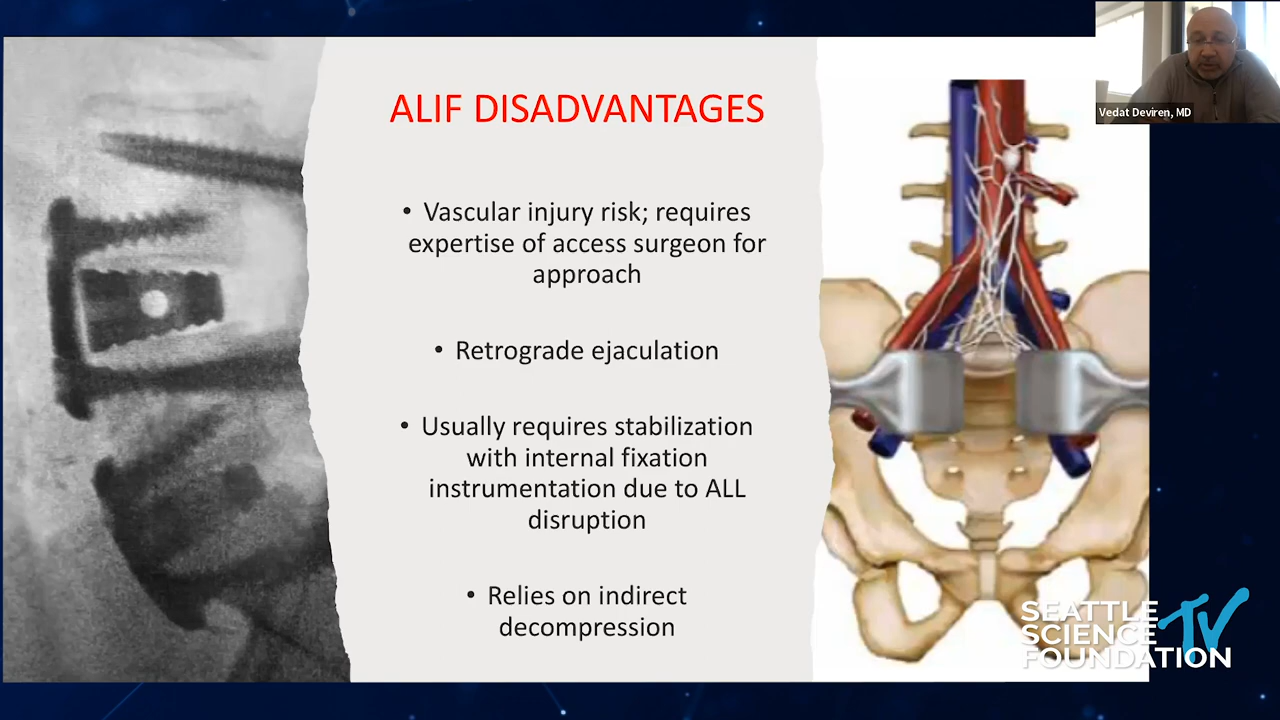 ALIF DISADVANTAGES
• Vascular injury risk; requires
expertise of access surgeon for
approach
• Retrograde ejaculation
• Usually requires stabilization
with internal fixation
instrumentation due to ALL
disruption
• Relies on indirect
decompression
Vedat Deviren, MD
SEATTLE
SCIENCE
FOUNDATION
TV